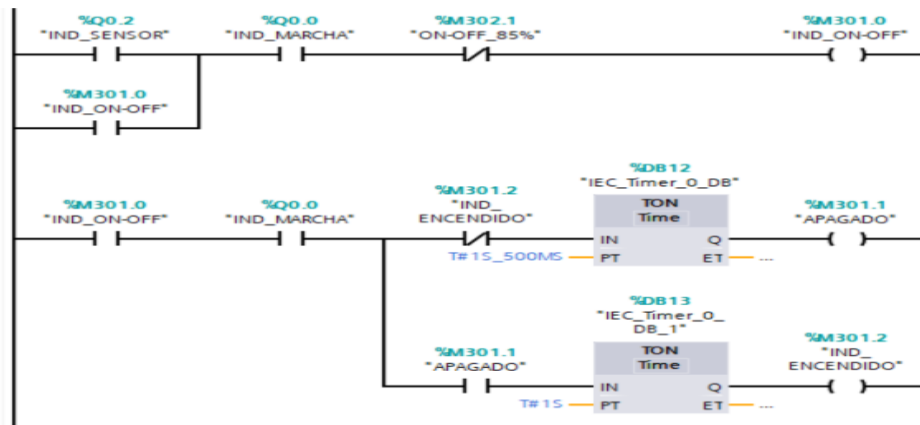 %Q0.2 %Q0.0 %M302.1 %M301.0
"IND_SENSOR" "IND_MARCHA" "ON-OFF_85%" "IND_ON-OFF"
%M301.0
"IND_ON-OFF"
%DB12
"IEC_Timer_0_DB"
%M301.0 %Q0.0 %M301.2 TON %M301.1
"IND_ON-OFF" "IND_MARCHA" "IND_ Time "APAGADO"
ENCENDIDO"
IN Q
T#1S_500MS PT ET ...
%DB13
"IEC_Timer_0_
DB_1"
%M301.1 TON %M301.2
"APAGADO" Time "IND_
ENCENDIDO"
IN Q
T#1S PT ET ...